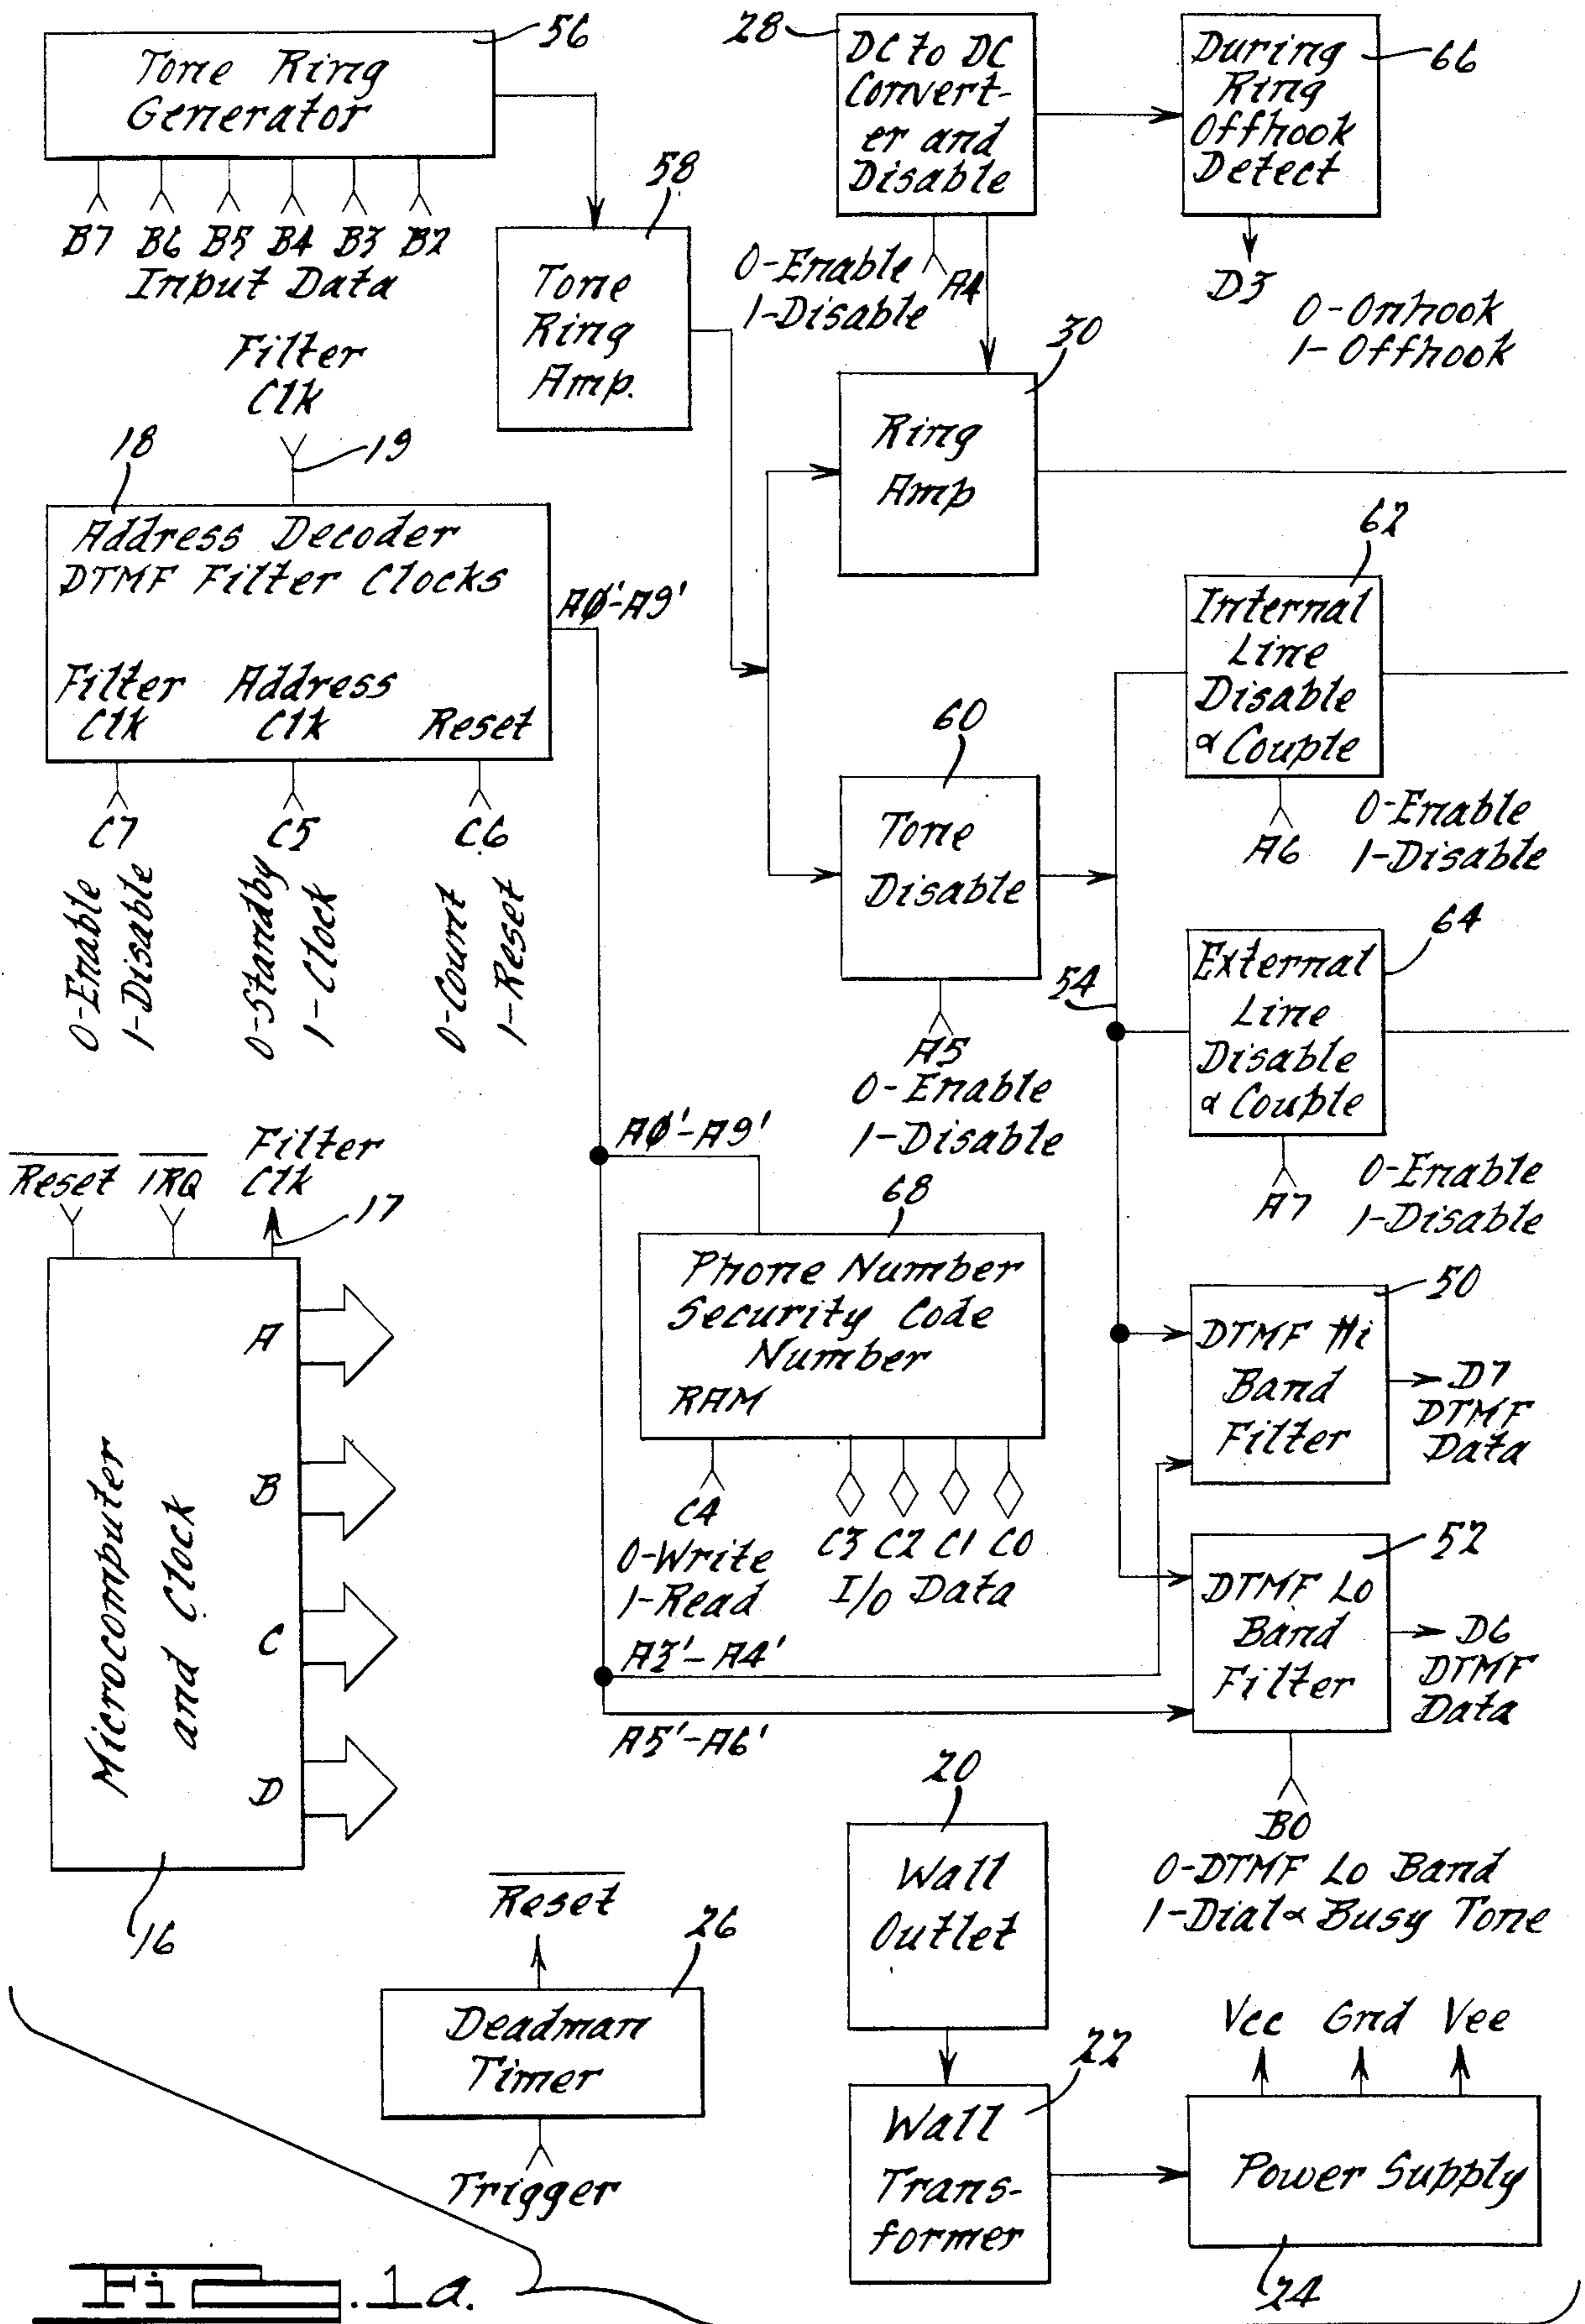 56
Tone Ring
Generator
B7 B6 B5 B4 B3 B2
Input Data
58
Tone
Ring
Amp.
28
DC to DC
Convert-
er and
Disable
0-Enable
1-Disable
A4
During
Ring
Offhook
Detect
66
D3
0-Onhook
1-Offhook
30
Ring
Amp
Filter
Clk
18
19
Address Decoder
DTMF Filter Clocks
Filter
Clk
Address
Clk
Reset
A0'-A9'
C7
0-Enable
1-Disable
C5
0-Standby
1-Clock
C6
0-Count
1-Reset
62
Internal
Line
Disable
& Couple
A6
0-Enable
1-Disable
60
Tone
Disable
A5
0-Enable
1-Disable
54
64
External
Line
Disable
& Couple
A7
0-Enable
1-Disable
Reset
IRQ
Filter
Clk
17
Microcomputer
and Clock
A
B
C
D
16
A0'-A9'
68
Phone Number
Security Code
Number
RAM
C4
0-Write
1-Read
C3 C2 C1 C0
I/O Data
A3'-A4'
A5'-A6'
50
DTMF Hi
Band
Filter
D7
DTMF
Data
52
DTMF Lo
Band
Filter
D6
DTMF
Data
B0
0-DTMF Lo Band
1-Dial & Busy Tone
Reset
26
Deadman
Timer
Trigger
20
Wall
Outlet
22
Wall
Trans-
former
Vcc Gnd Vee
Power Supply
24
Fig. 1a.